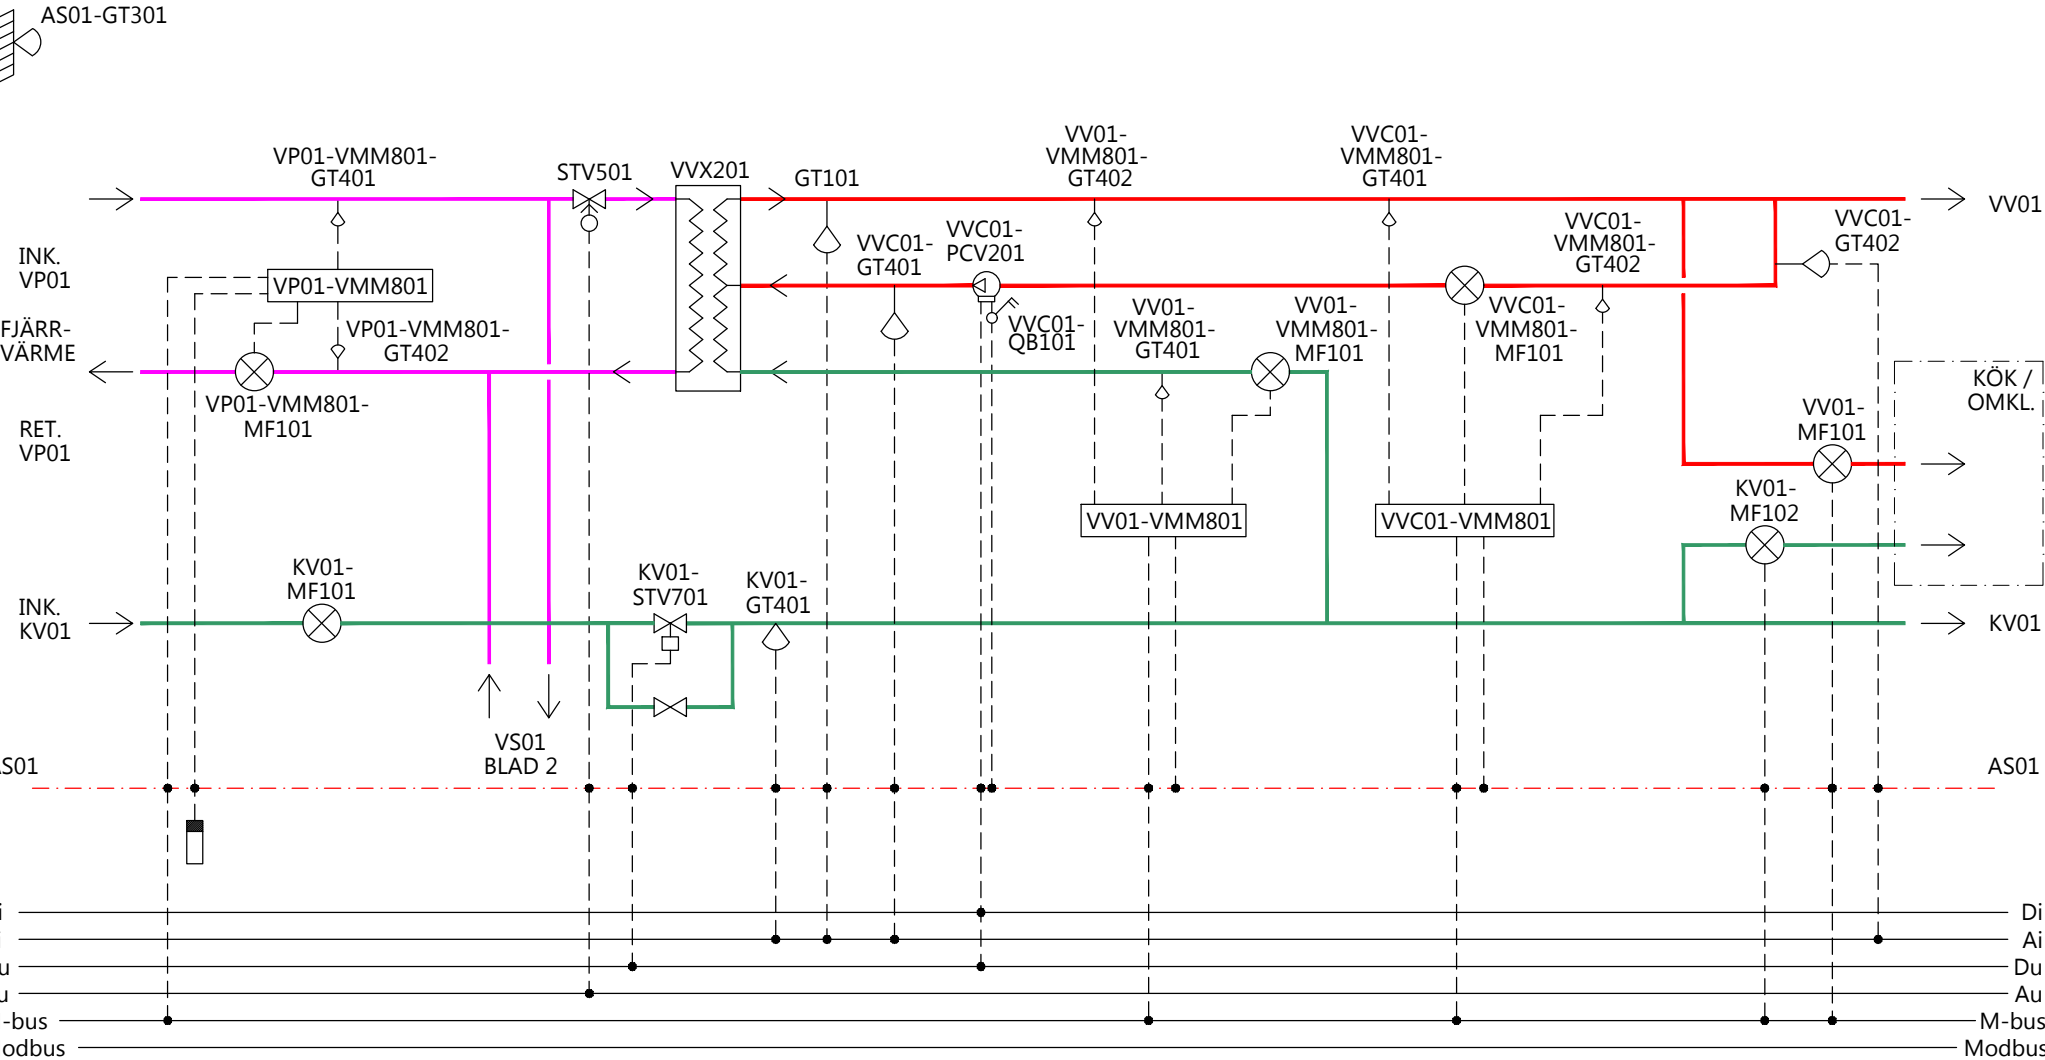 AS01-GT301
VP01-VMM801-
GT401
STV501
VVX201
GT101
VV01-
VMM801-
GT402
VVC01-
VMM801-
GT401
VV01
INK.
VP01
VP01-VMM801
VVC01-
GT401
VVC01-
PCV201
VVC01-
VMM801-
GT402
VVC01-
GT402
FJÄRR-
VÄRME
VP01-VMM801-
GT402
VVC01-
QB101
VV01-
VMM801-
GT401
VV01-
VMM801-
MF101
VVC01-
VMM801-
MF101
RET.
VP01
VP01-VMM801-
MF101
KÖK /
OMKL.
VV01-
MF101
VV01-VMM801
VVC01-VMM801
KV01-
MF102
INK.
KV01
KV01-
MF101
KV01-
STV701
KV01-
GT401
KV01
VS01
BLAD 2
AS01
AS01
i
Di
i
Ai
u
Du
u
Au
-bus
M-bus
odbus
Modbus